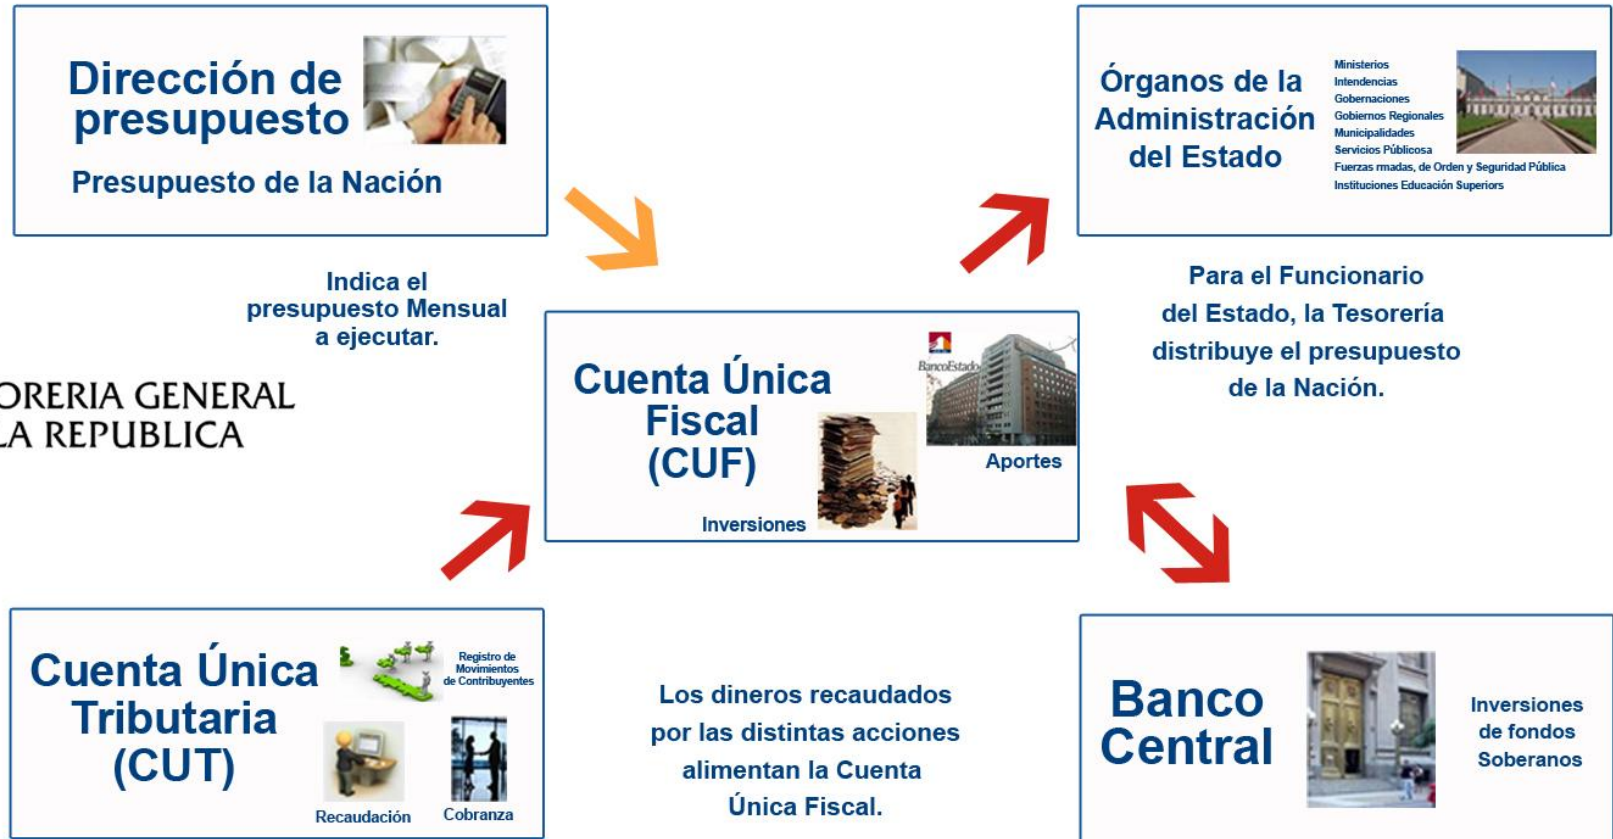 Dirección de
presupuesto
Presupuesto de la Nación
Órganos de la
Administración
del Estado
Ministerios
Intendencias
Gobernaciones
Gobiernos Regionales
Municipalidades
Servicios Públicosa
Fuerzas rmadas, de Orden y Seguridad Pública
Instituciones Educación Superiors
Indica el
presupuesto Mensual
a ejecutar.
Para el Funcionario
del Estado, la Tesorería
distribuye el presupuesto
de la Nación.
ORERIA GENERAL
LA REPUBLICA
Cuenta Única
Fiscal
(CUF)
BancoEstado
Aportes
Inversiones
Cuenta Única
Tributaria
(CUT)
Registro de
Movimientos
de Contribuyentes
Recaudación
Cobranza
Los dineros recaudados
por las distintas acciones
alimentan la Cuenta
Única Fiscal.
Banco
Central
Inversiones
de fondos
Soberanos